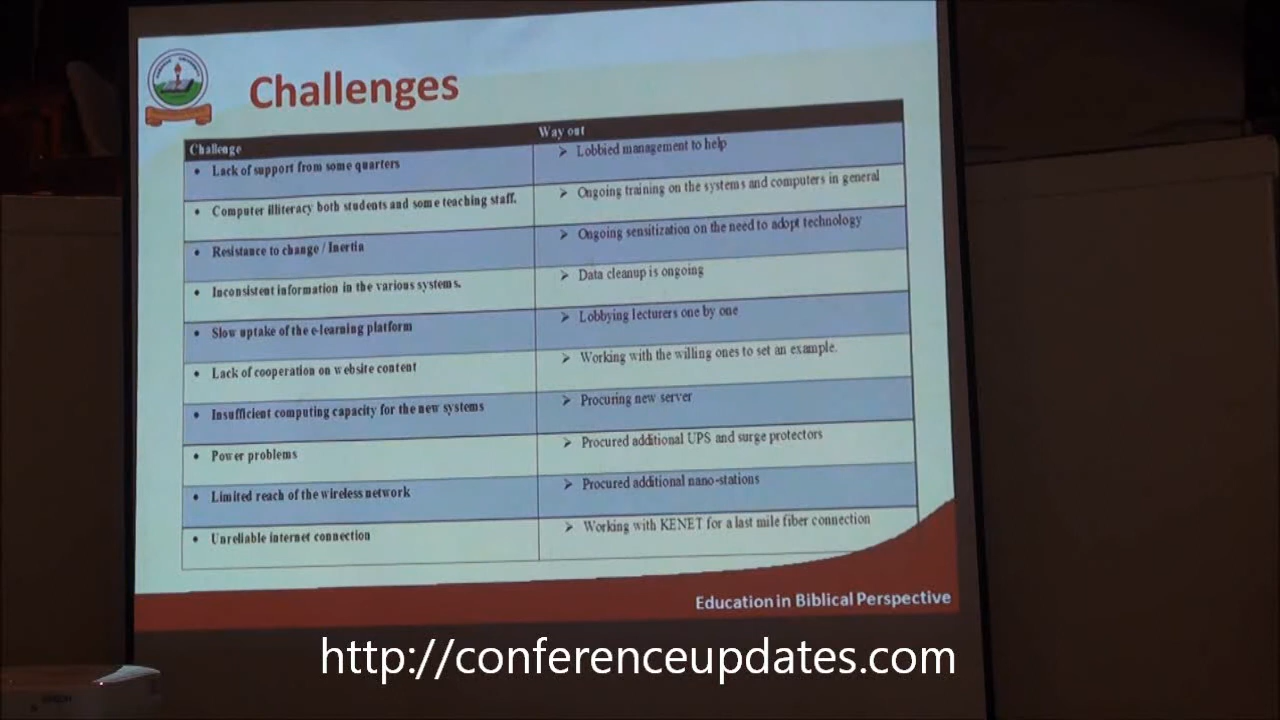 Challenges
Challenge
Way out
Lack of support from some quarters
Lobbied management to help
Computer illiteracy both students and some teaching staff.
Ongoing training on the systems and computers in general
Resistance to change / Inertia
Ongoing sensitization on the need to adopt technology
Inconsistent information in the various systems.
Data cleanup is ongoing
Slow uptake of the e-learning platform
Lobbying lecturers one by one
Lack of cooperation on website content
Working with the willing ones to set an example.
Insufficient computing capacity for the new systems
Procuring new server
Power problems
Procured additional UPS and surge protectors
Limited reach of the wireless network
Procured additional nano-stations
Unreliable internet connection
Working with KENET for a last mile fiber connection
Education in Biblical Perspective
http://conferenceupdates.com